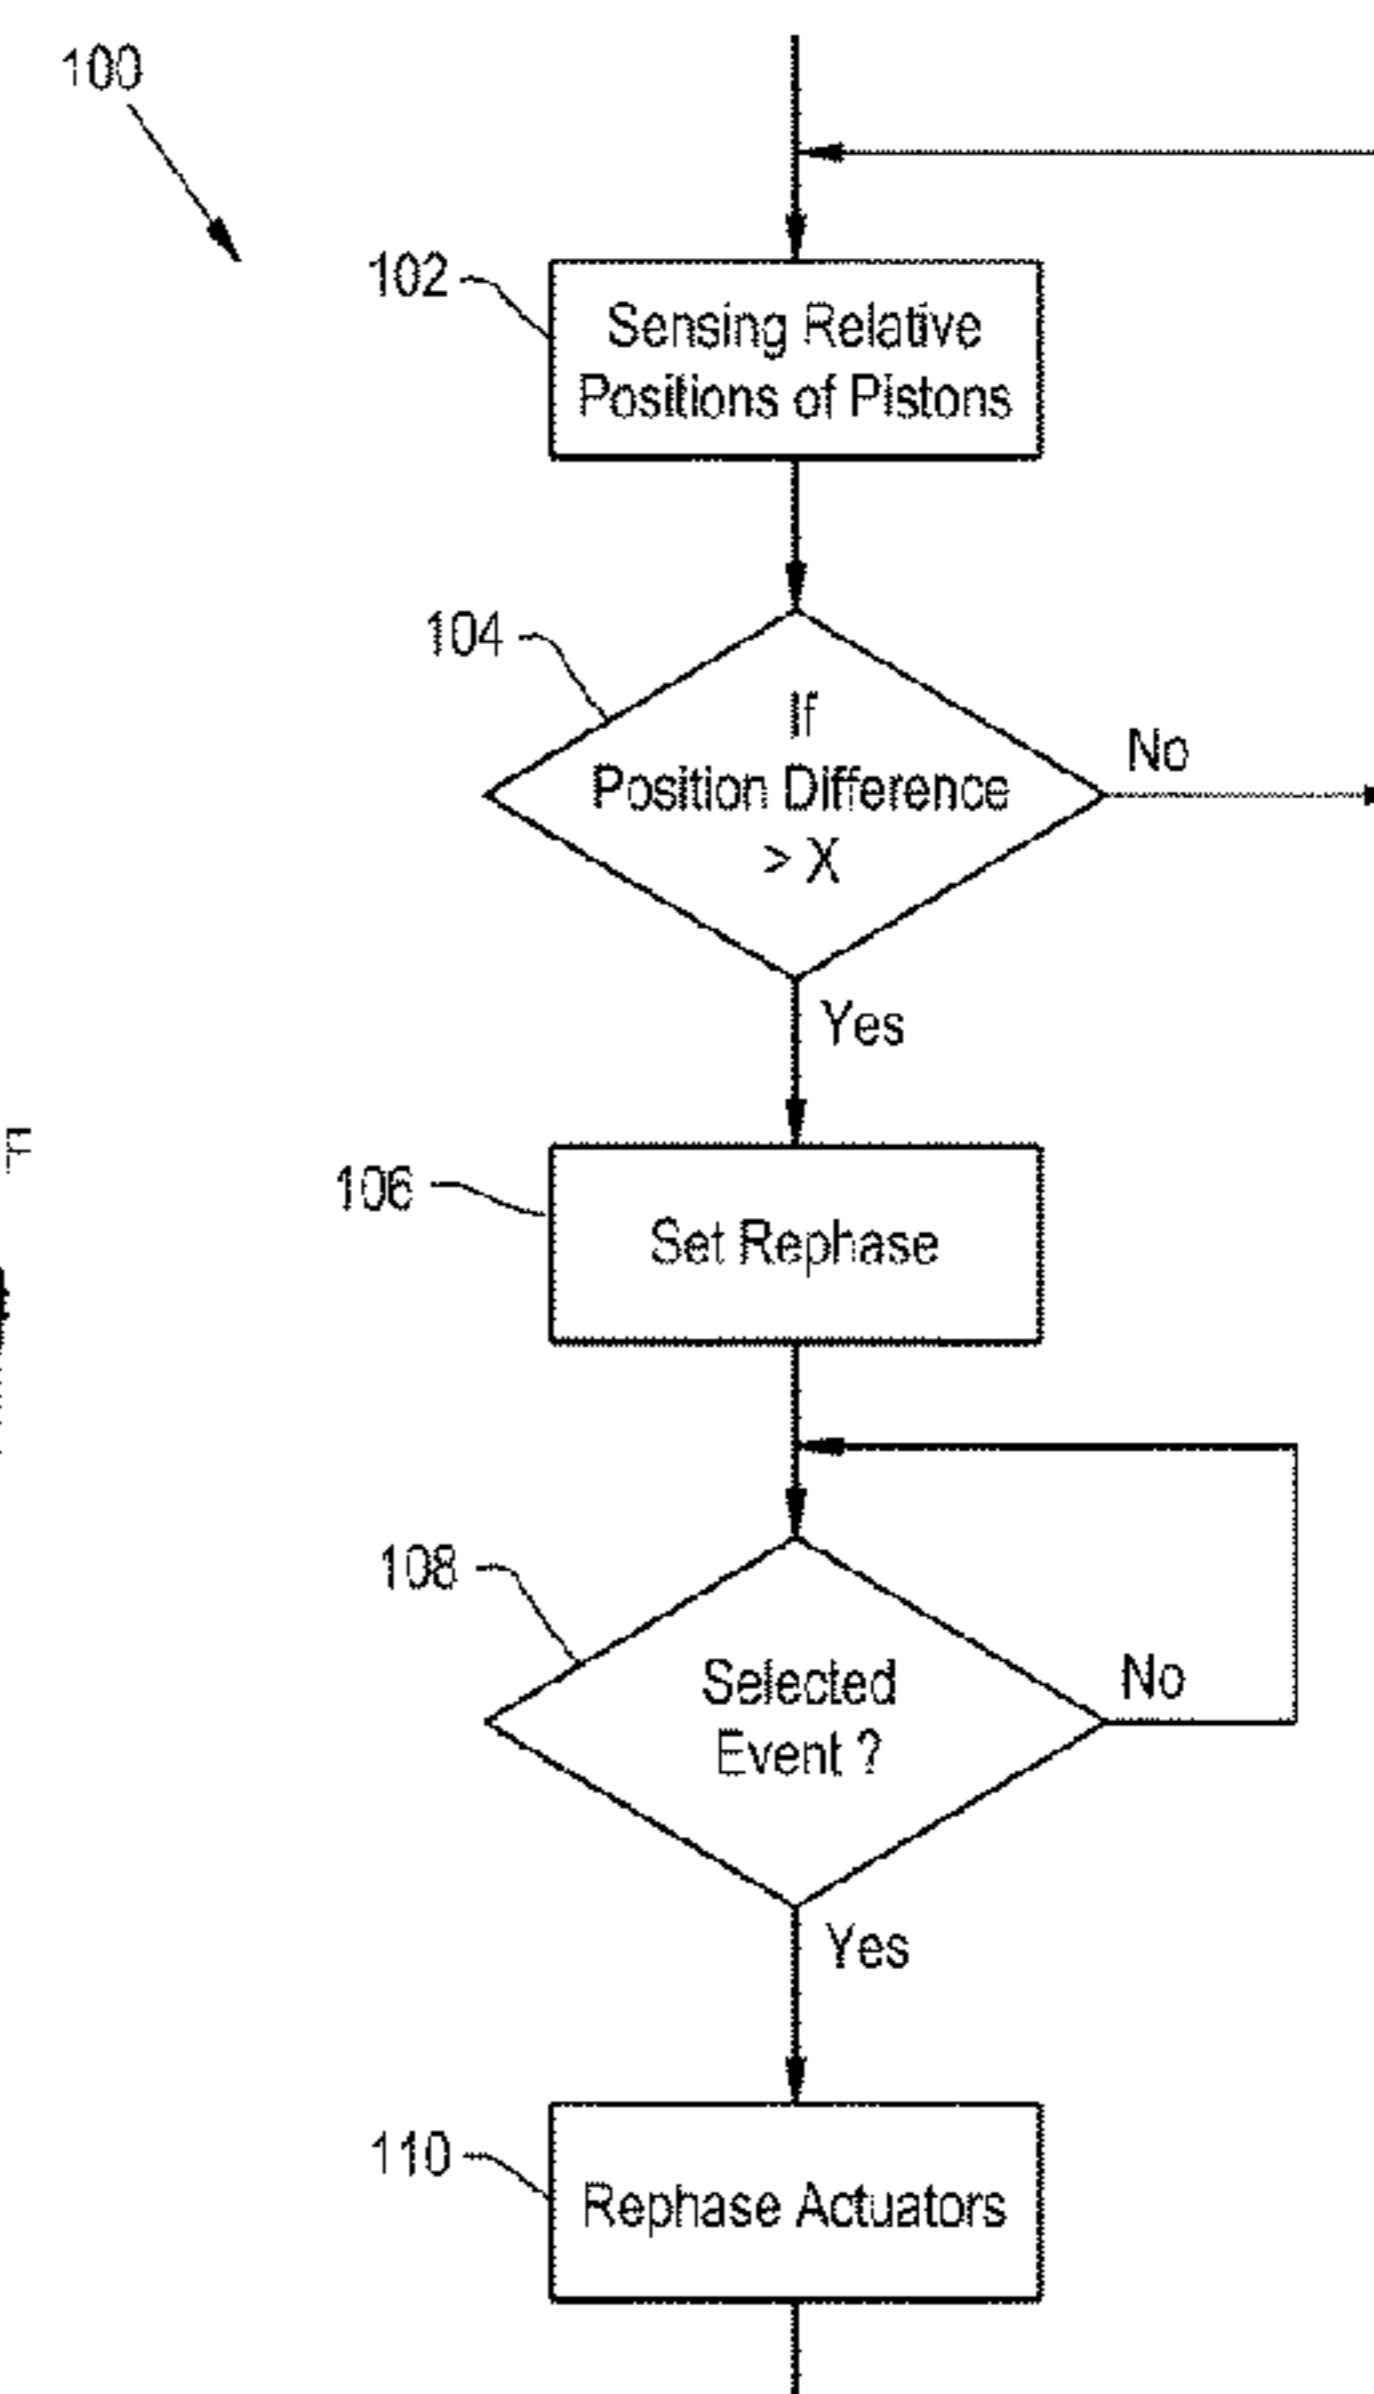 100
102
Sensing Relative
Positions of Pistons
104
If
Position Difference
> X
No
Yes
106
Set Rephase
108
Selected
Event ?
No
Yes
110
Rephase Actuators